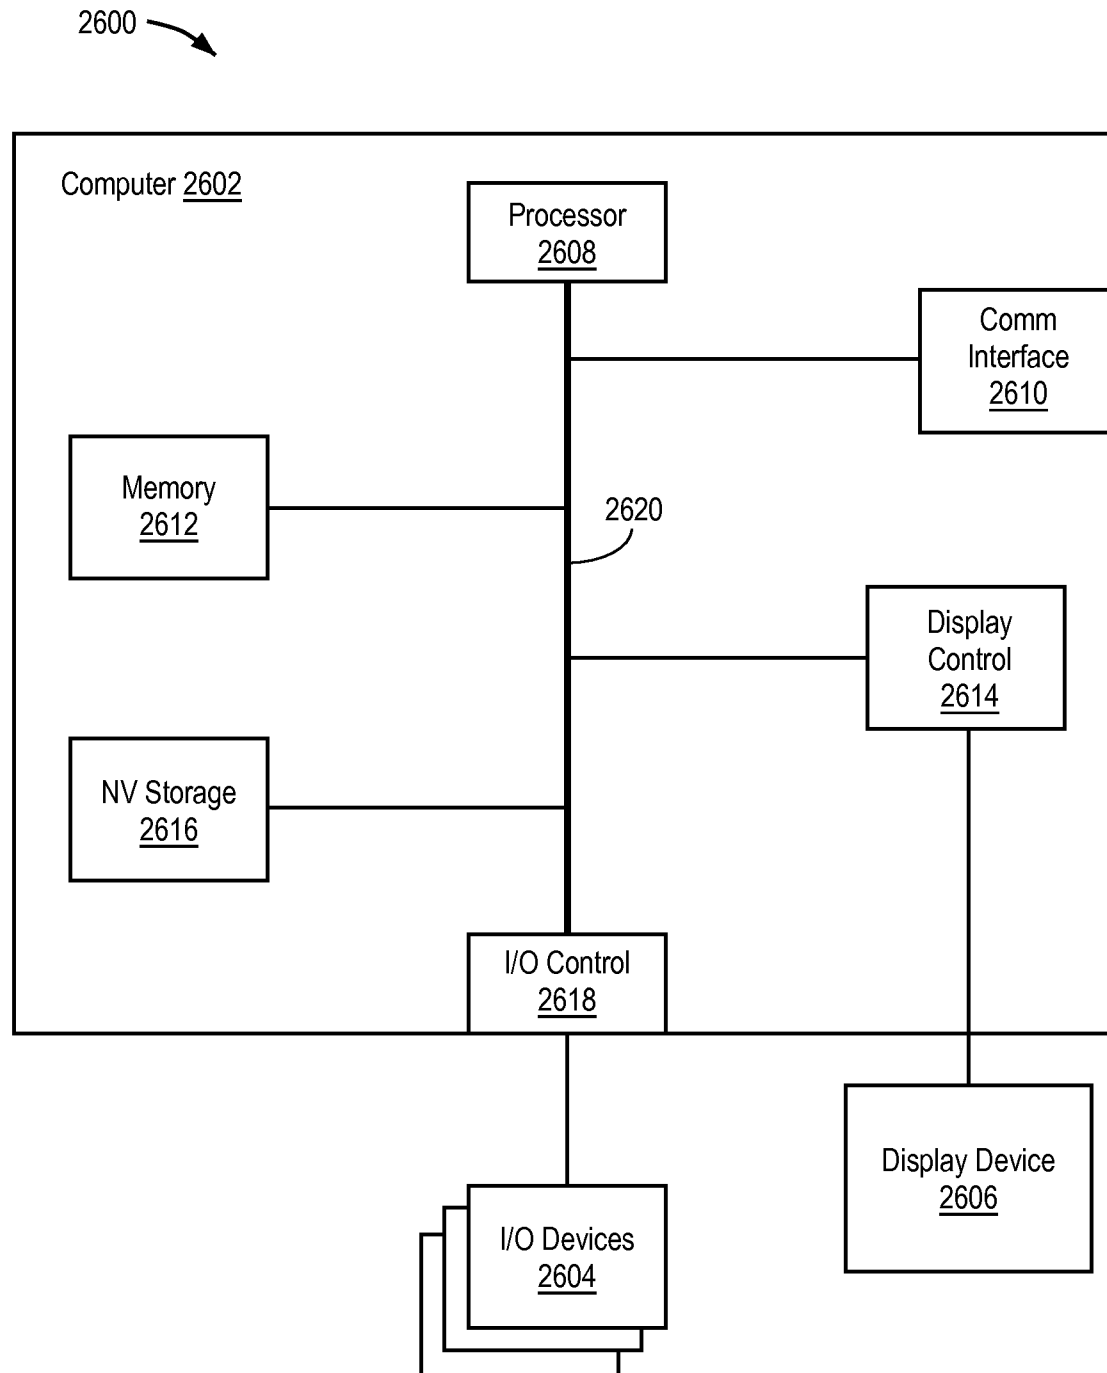 2600
Computer 2602
Processor
2608
Comm
Interface
2610
Memory
2612
2620
Display
Control
2614
NV Storage
2616
I/O Control
2618
Display Device
2606
I/O Devices
2604